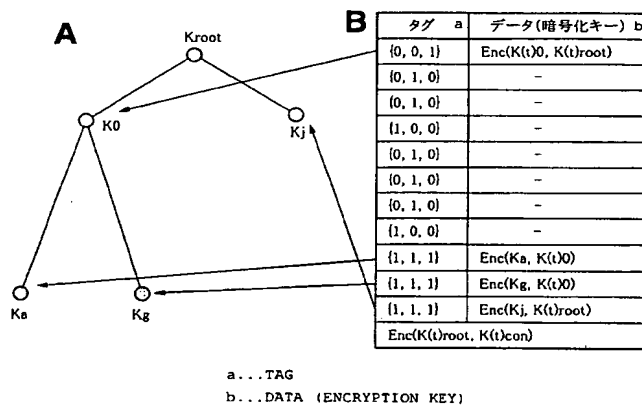 A
Kroot
K0
Kj
Ka
Kg
B
タグ a データ(暗号化キー) b
{0, 0, 1} Enc(K(t)0, K(t)root)
{0, 1, 0} －
{0, 1, 0} －
{1, 0, 0} －
{0, 1, 0} －
{0, 1, 0} －
{0, 1, 0} －
{1, 0, 0} －
{1, 1, 1} Enc(Ka, K(t)0)
{1, 1, 1} Enc(Kg, K(t)0)
{1, 1, 1} Enc(Kj, K(t)root)
Enc(K(t)root, K(t)con)
a...TAG
b...DATA (ENCRYPTION KEY)